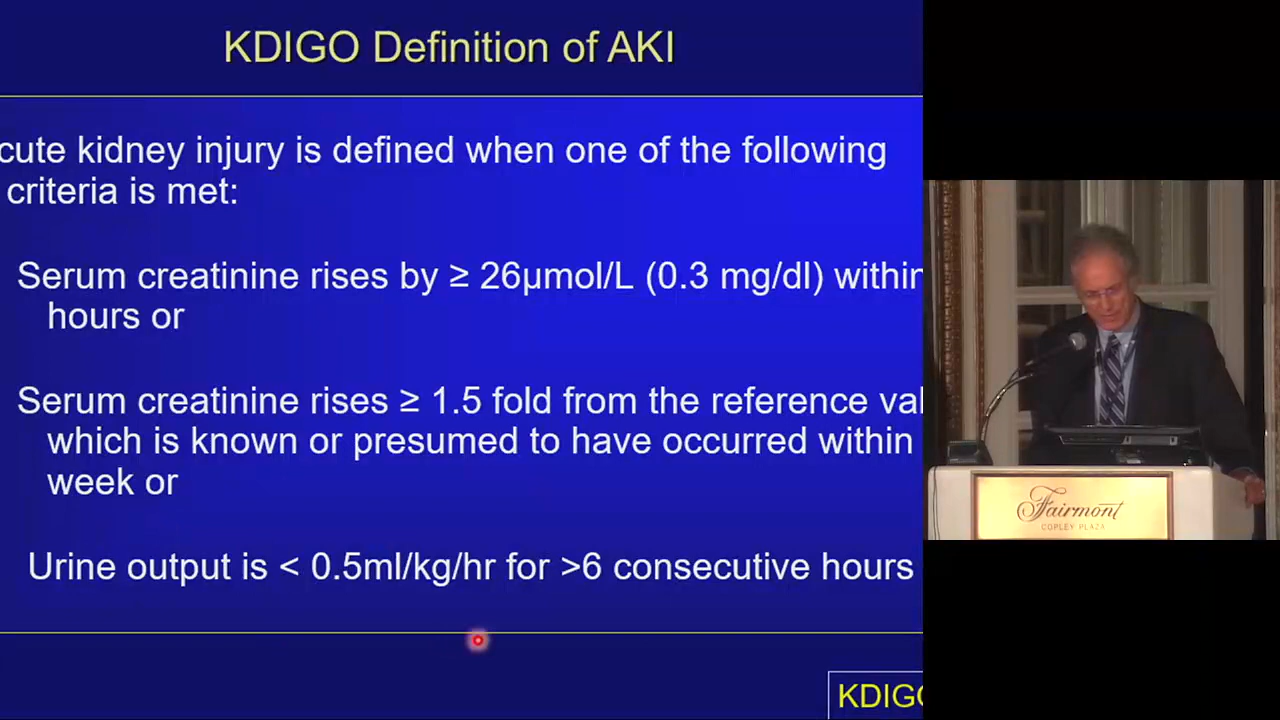 KDIGO Definition of AKI
cute kidney injury is defined when one of the following
criteria is met:
Serum creatinine rises by ≥ 26μmol/L (0.3 mg/dl) within
hours or
Serum creatinine rises ≥ 1.5 fold from the reference val
which is known or presumed to have occurred within
week or
Urine output is < 0.5ml/kg/hr for >6 consecutive hours
KDIGO
Fairmont
COPLEY PLAZA